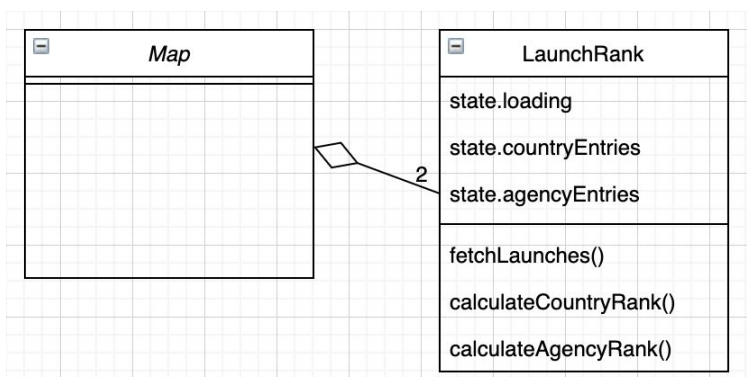 Map
LaunchRank
state.loading
state.countryEntries
2
state.agencyEntries
fetchLaunches()
calculateCountryRank()
calculateAgencyRank()